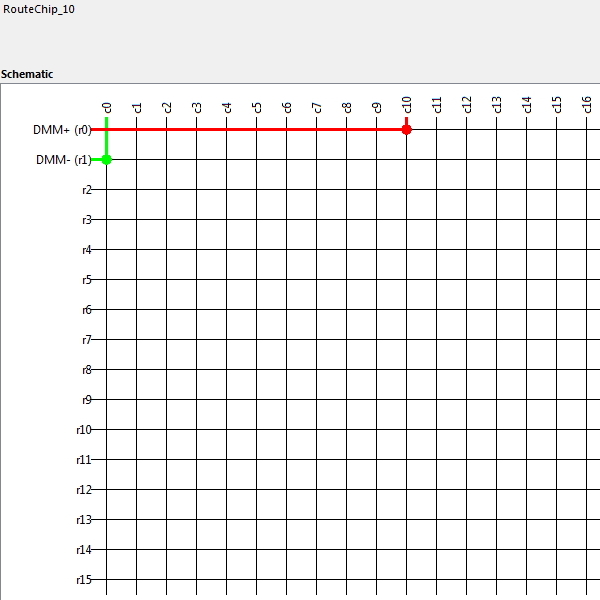 RouteChip_10
Schematic
c0 c1 c2 c3 c4 c5 c6 c7 c8 c9 c10 c11 c12 c13 c14 c15 c16
DMM+ (r0)
DMM- (r1)
r2
r3
r4
r5
r6
r7
r8
r9
r10
r11
r12
r13
r14
r15